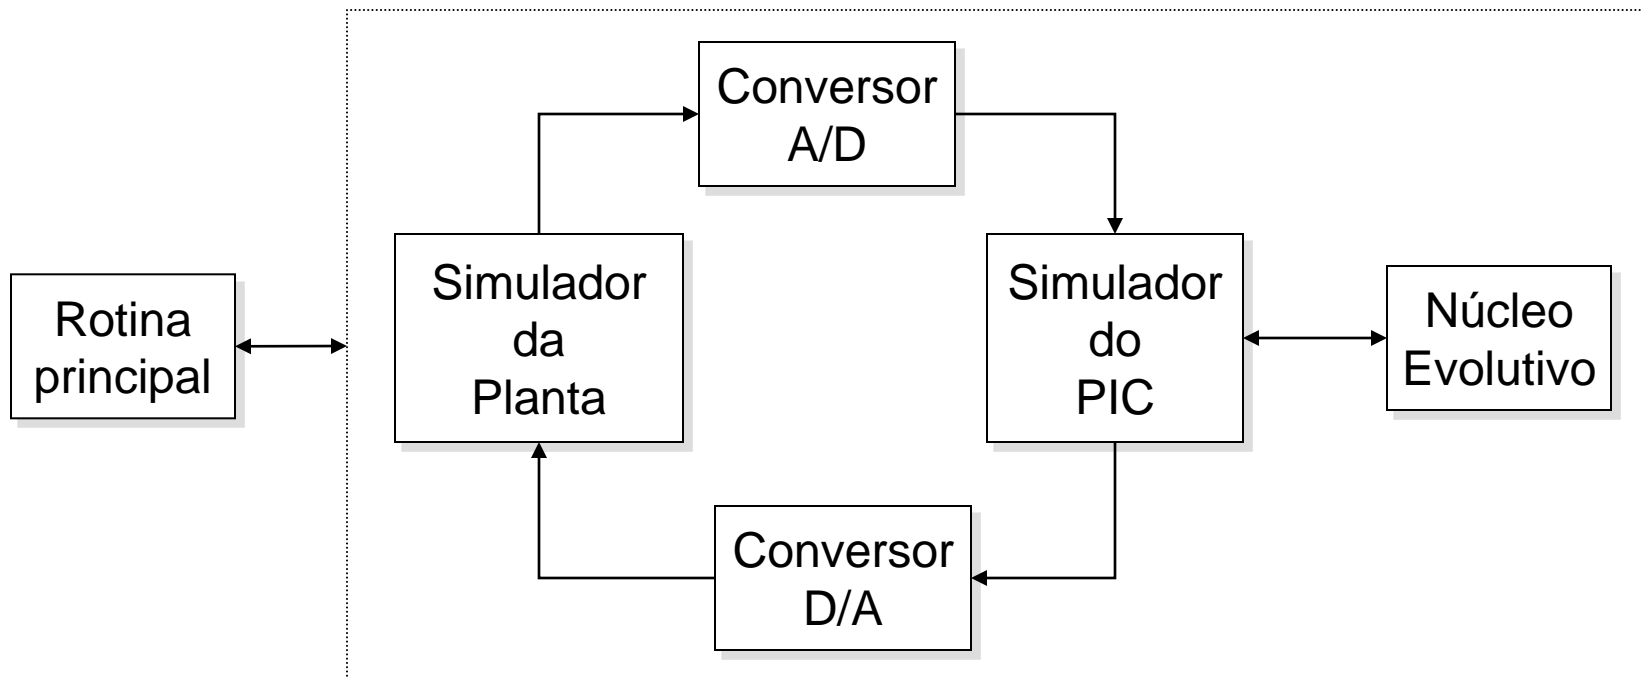 Conversor
A/D
Rotina
principal
Simulador
da
Planta
Simulador
do
PIC
Núcleo
Evolutivo
Conversor
D/A